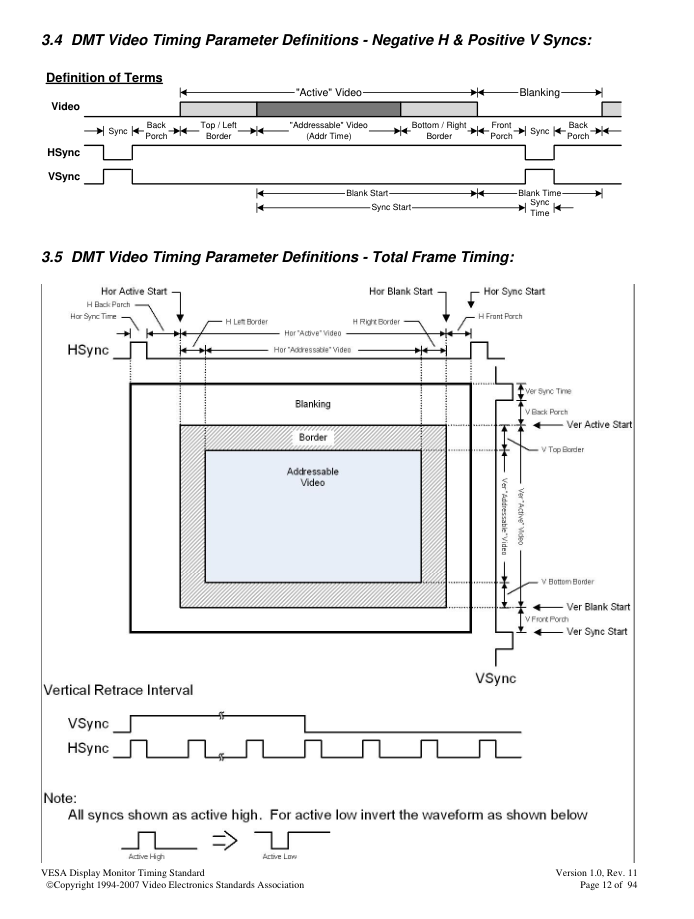 3.4 DMT Video Timing Parameter Definitions - Negative H & Positive V Syncs:
Definition of Terms
"Active" Video
Blanking
Video
Sync
Back
Porch
Top / Left
Border
"Addressable" Video
(Addr Time)
Bottom / Right
Border
Front
Porch
Sync
Back
Porch
HSync
VSync
Blank Start
Blank Time
Sync Start
Sync
Time
3.5 DMT Video Timing Parameter Definitions - Total Frame Timing:
Hor Active Start
Hor Blank Start
Hor Sync Start
H Back Porch
Hor Sync Time
H Left Border
H Right Border
H Front Porch
Hor "Active" Video
Hor "Addressable" Video
HSync
Ver Sync Time
Blanking
V Back Porch
Ver Active Start
Border
V Top Border
Addressable
Video
Ver "Addressable" Video
Ver "Active" Video
V Bottom Border
Ver Blank Start
V Front Porch
Ver Sync Start
VSync
Vertical Retrace Interval
VSync
HSync
Note:
All syncs shown as active high. For active low invert the waveform as shown below
Active High
Active Low
VESA Display Monitor Timing Standard
Version 1.0, Rev. 11
©Copyright 1994-2007 Video Electronics Standards Association
Page 12 of 94